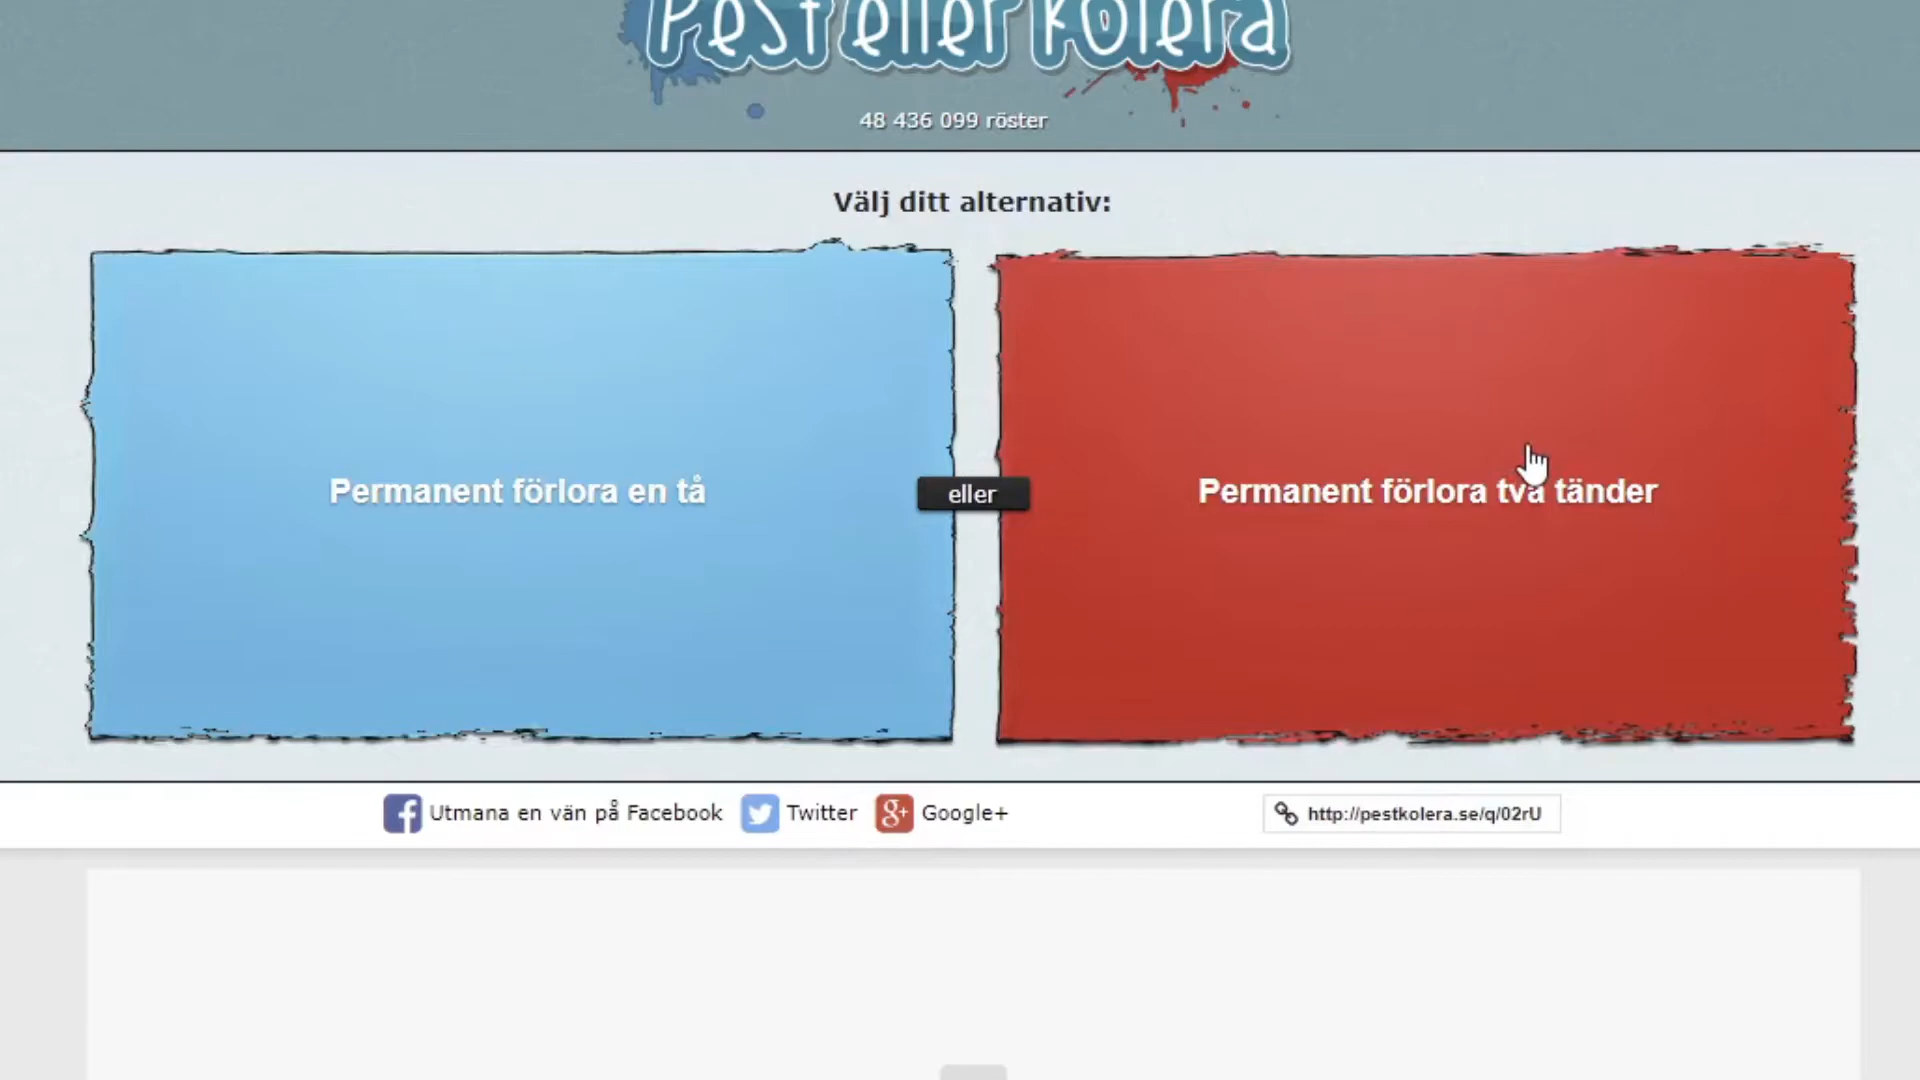 Pest eller Kolera
48 436 099 röster
Välj ditt alternativ:
Permanent förlora en tå
eller
Permanent förlora två tänder
Utmana en vän på Facebook
Twitter
g+ Google+
http://pestkolera.se/q/02rU